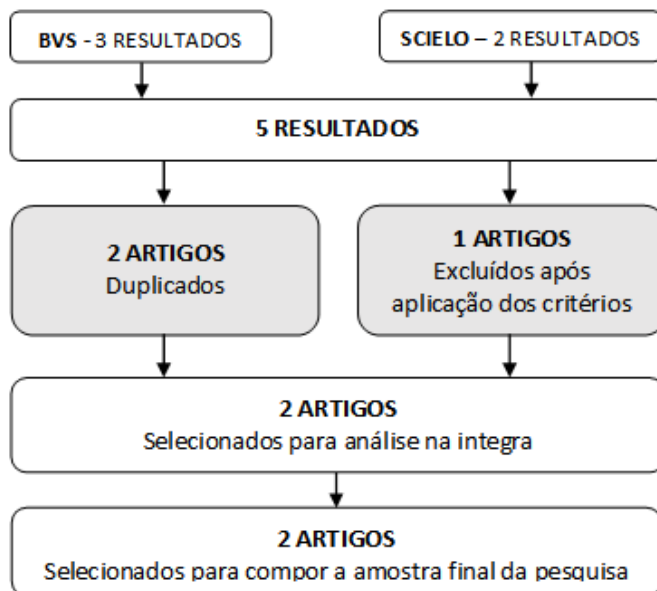 BVS - 3 RESULTADOS
SCIELO – 2 RESULTADOS
5 RESULTADOS
2 ARTIGOS
Duplicados
1 ARTIGOS
Excluídos após
aplicação dos critérios
2 ARTIGOS
Selecionados para análise na integra
2 ARTIGOS
Selecionados para compor a amostra final da pesquisa